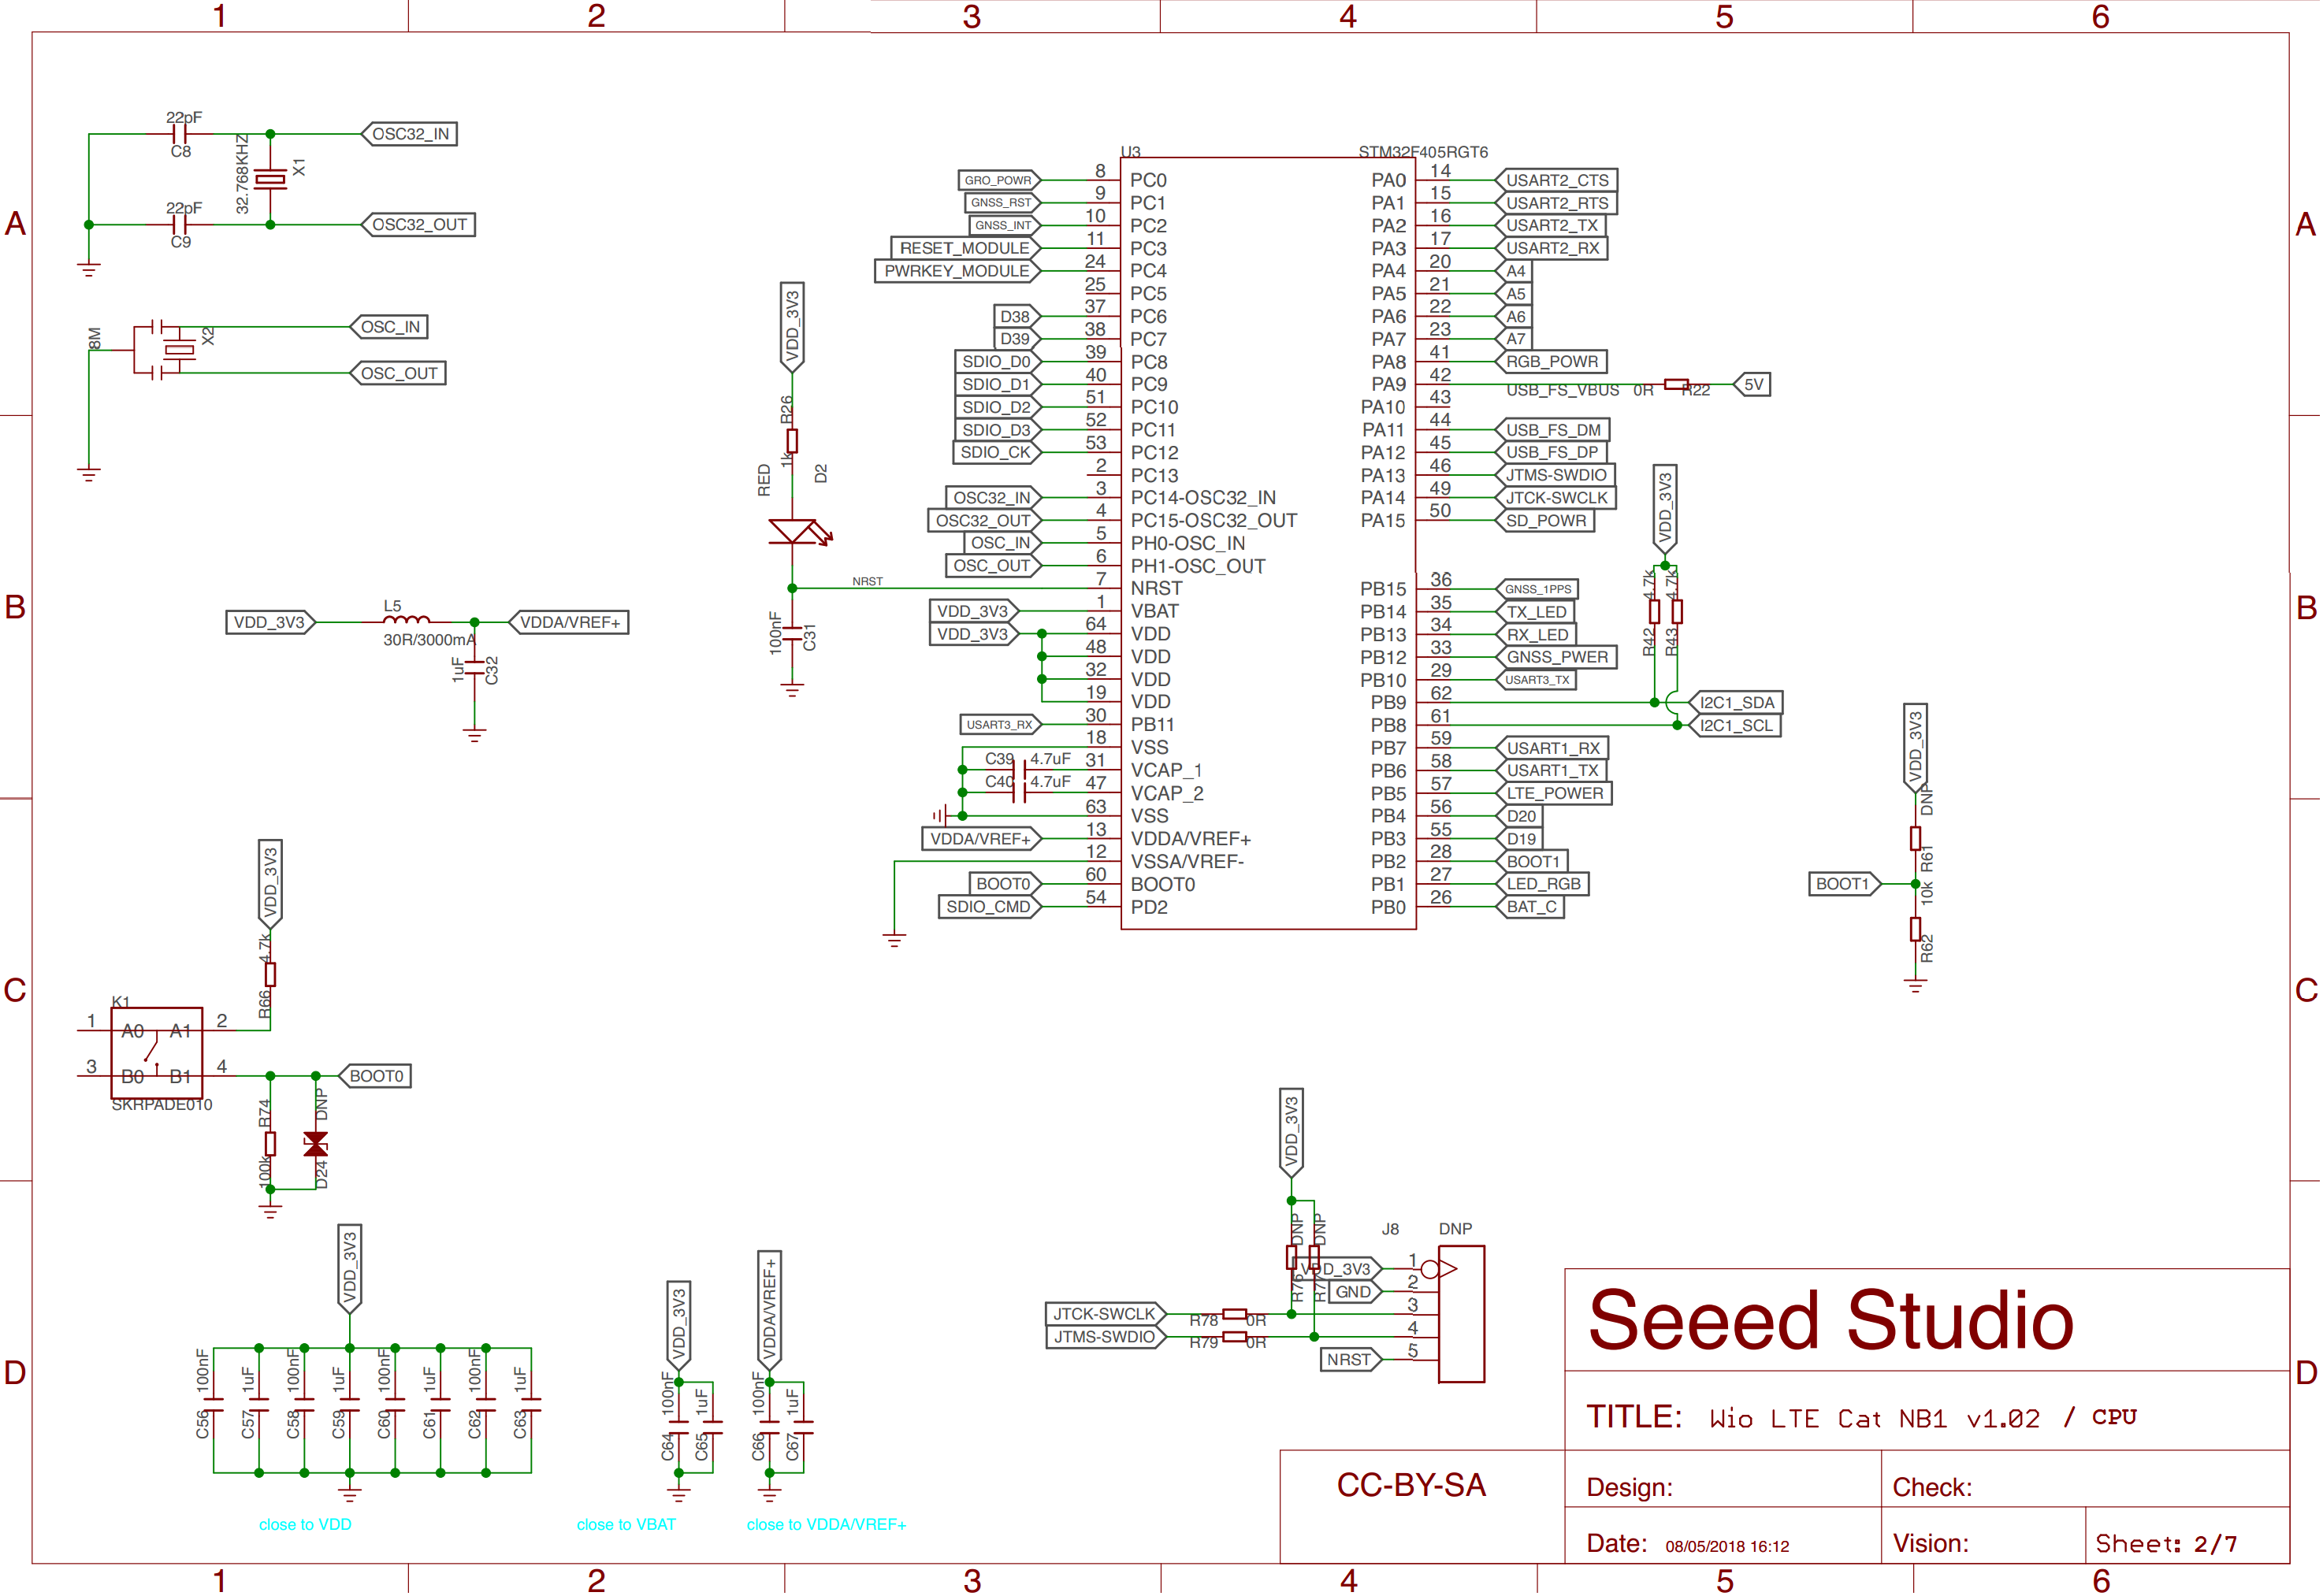 1 2 3 4 5 6
A
B
C
D
22pF
C8
32.768KHZ
X1
OSC32_IN
22pF
C9
OSC32_OUT
8M
X2
OSC_IN
OSC_OUT
VDD_3V3
L5
30R/3000mA
VDDA/VREF+
1uF
C32
VDD_3V3
R26
1k
RED
D2
NRST
100nF
C31
U3
STM32F405RGT6
GRO_POWR 8 PC0
GNSS_RST 9 PC1
GNSS_INT 10 PC2
RESET_MODULE 11 PC3
PWRKEY_MODULE 24 PC4
25 PC5
D38 37 PC6
D39 38 PC7
SDIO_D0 39 PC8
SDIO_D1 40 PC9
SDIO_D2 51 PC10
SDIO_D3 52 PC11
SDIO_CK 53 PC12
2 PC13
OSC32_IN 3 PC14-OSC32_IN
OSC32_OUT 4 PC15-OSC32_OUT
OSC_IN 5 PH0-OSC_IN
OSC_OUT 6 PH1-OSC_OUT
7 NRST
VDD_3V3 1 VBAT
VDD_3V3 64 VDD
48 VDD
32 VDD
19 VDD
USART3_RX 30 PB11
18 VSS
C39 4.7uF 31 VCAP_1
C40 4.7uF 47 VCAP_2
63 VSS
VDDA/VREF+ 13 VDDA/VREF+
12 VSSA/VREF-
BOOT0 60 BOOT0
SDIO_CMD 54 PD2
PA0 14 USART2_CTS
PA1 15 USART2_RTS
PA2 16 USART2_TX
PA3 17 USART2_RX
PA4 20 A4
PA5 21 A5
PA6 22 A6
PA7 23 A7
PA8 41 RGB_POWR
PA9 42 USB_FS_VBUS 0R R22 5V
PA10 43
PA11 44 USB_FS_DM
PA12 45 USB_FS_DP
PA13 46 JTMS-SWDIO
PA14 49 JTCK-SWCLK
PA15 50 SD_POWR
PB15 36 GNSS_1PPS
PB14 35 TX_LED
PB13 34 RX_LED
PB12 33 GNSS_PWER
PB10 29 USART3_TX
PB9 62 I2C1_SDA
PB8 61 I2C1_SCL
PB7 59 USART1_RX
PB6 58 USART1_TX
PB5 57 LTE_POWER
PB4 56 D20
PB3 55 D19
PB2 28 BOOT1
PB1 27 LED_RGB
PB0 26 BAT_C
VDD_3V3
4.7k 4.7k
R42 R43
VDD_3V3
DNP
R61
BOOT1
10k
R62
VDD_3V3
4.7k
R66
K1
1 A0 A1 2
3 B0 B1 4
SKRPADE010
BOOT0
R74
100k
DNP
D24
VDD_3V3
C56 100nF
C57 1uF
C58 100nF
C59 1uF
C60 100nF
C61 1uF
C62 100nF
C63 1uF
close to VDD
VDD_3V3
C64 100nF
C65 1uF
close to VBAT
VDDA/VREF+
C66 100nF
C67 1uF
close to VDDA/VREF+
VDD_3V3
DNP DNP
J8 DNP
VDD_3V3 1
GND 2
JTCK-SWCLK R78 0R 3
JTMS-SWDIO R79 0R 4
NRST 5
Seeed Studio
TITLE: Wio LTE Cat NB1 v1.02 / CPU
CC-BY-SA
Design: Check:
Date: 08/05/2018 16:12 Vision: Sheet: 2/7
A
B
C
D
1 2 3 4 5 6